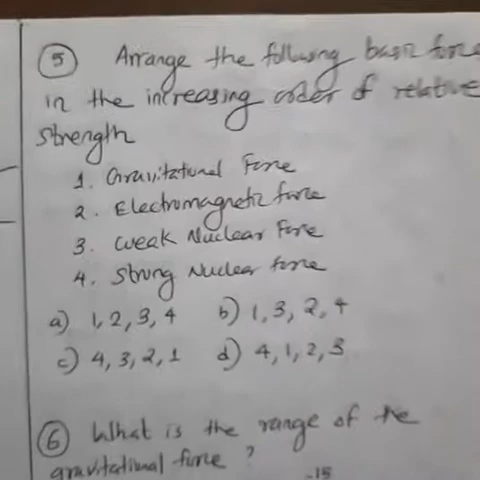 5 Arrange the following basic force
in the increasing order of relative
strength
1. Gravitational Force
2. Electromagnetic force
3. Weak Nuclear Force
4. Strong Nuclear force
a) 1, 2, 3, 4 b) 1, 3, 2, 4
c) 4, 3, 2, 1 d) 4, 1, 2, 3
6 What is the range of the
gravitational force ?
-15